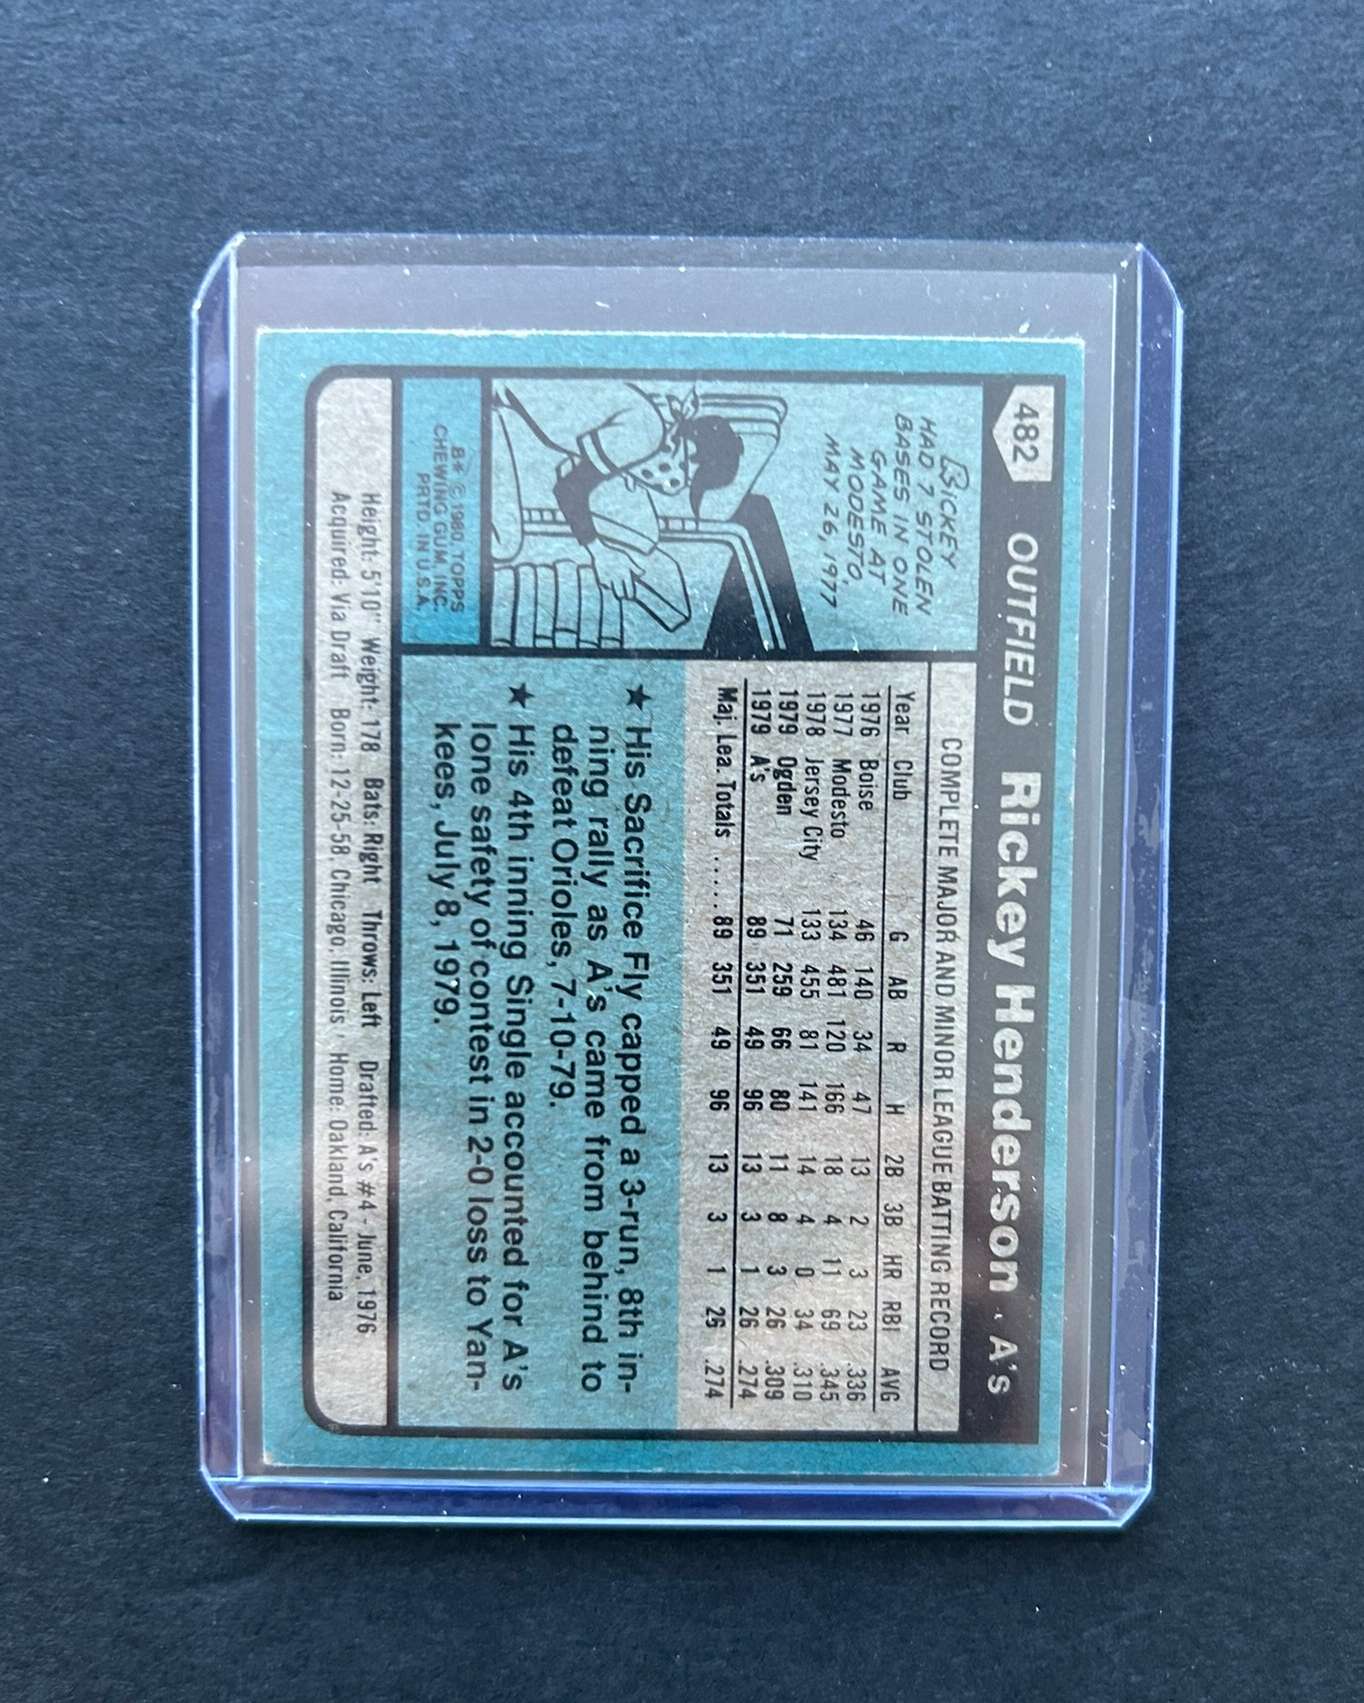 482 OUTFIELD Rickey Henderson A's
RICKEY
HAD 7 STOLEN
BASES IN ONE
GAME AT
MODESTO,
MAY 26, 1977
B* © 1980 TOPPS
CHEWING GUM, INC.
PRTD. IN U.S.A.
COMPLETE MAJOR AND MINOR LEAGUE BATTING RECORD
Year Club G AB R H 2B 3B HR RBI AVG
1976 Boise 46 140 34 47 13 2 3 23 .336
1977 Modesto 134 481 120 166 18 4 11 69 .345
1978 Jersey City 133 455 81 141 14 4 0 34 .310
1979 Ogden 71 259 66 80 11 8 3 26 .309
1979 A's 89 351 49 96 13 3 1 26 .274
Maj. Lea. Totals ...... 89 351 49 96 13 3 1 26 .274
★ His Sacrifice Fly capped a 3-run, 8th in-
ning rally as A's came from behind to
defeat Orioles, 7-10-79.
★ His 4th inning Single accounted for A's
lone safety of contest in 2-0 loss to Yan-
kees, July 8, 1979.
Height: 5'10" Weight: 178 Bats: Right Throws: Left Drafted: A's #4 - June, 1976
Acquired: Via Draft Born: 12-25-58, Chicago, Illinois Home: Oakland, California